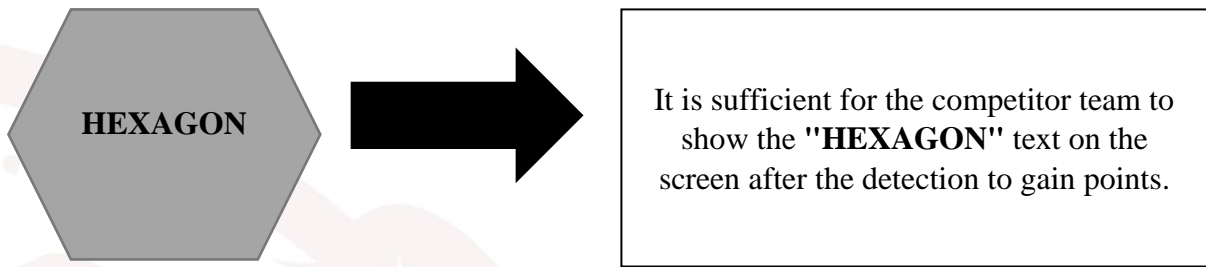 HEXAGON
It is sufficient for the competitor team to
show the "HEXAGON" text on the
screen after the detection to gain points.